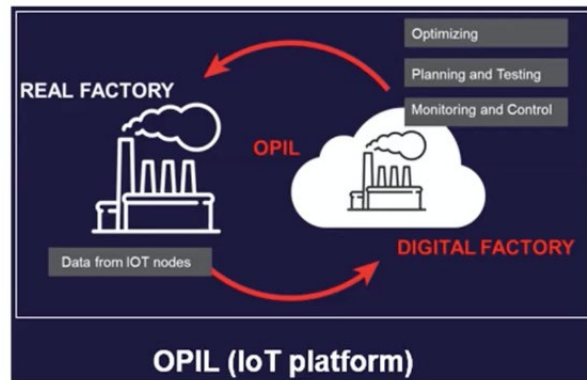 Optimizing
Planning and Testing
Monitoring and Control
REAL FACTORY
OPIL
DIGITAL FACTORY
Data from IOT nodes
OPIL (IoT platform)